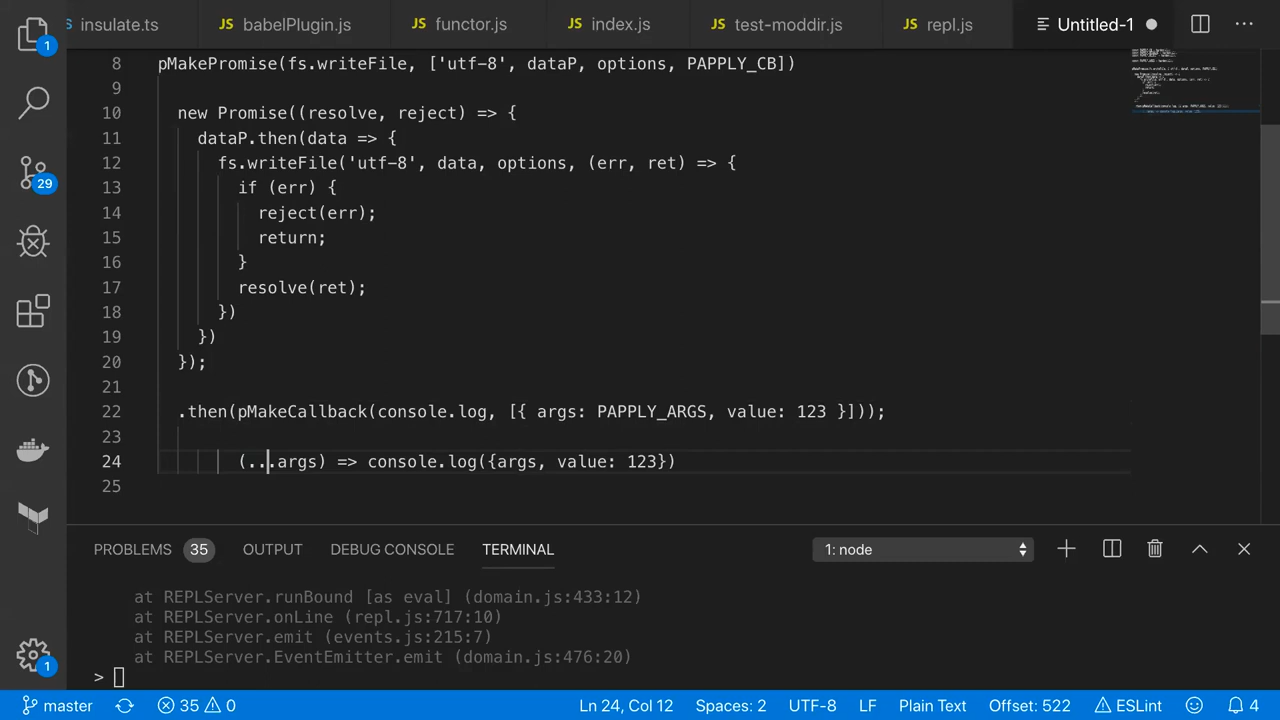 insulate.ts JS babelPlugin.js JS functor.js JS index.js JS test-moddir.js JS repl.js Untitled-1
1
8 pMakePromise(fs.writeFile, ['utf-8', dataP, options, PAPPLY_CB])
9
10 new Promise((resolve, reject) => {
11 dataP.then(data => {
12 fs.writeFile('utf-8', data, options, (err, ret) => {
13 if (err) {
14 reject(err);
15 return;
16 }
17 resolve(ret);
18 })
19 })
20 });
21
22 .then(pMakeCallback(console.log, [{ args: PAPPLY_ARGS, value: 123 }]));
23
24 (...args) => console.log({args, value: 123})
25
29
PROBLEMS 35 OUTPUT DEBUG CONSOLE TERMINAL 1: node
at REPLServer.runBound [as eval] (domain.js:433:12)
at REPLServer.onLine (repl.js:717:10)
at REPLServer.emit (events.js:215:7)
at REPLServer.EventEmitter.emit (domain.js:476:20)
>
1
master 35 0 Ln 24, Col 12 Spaces: 2 UTF-8 LF Plain Text Offset: 522 ESLint 4